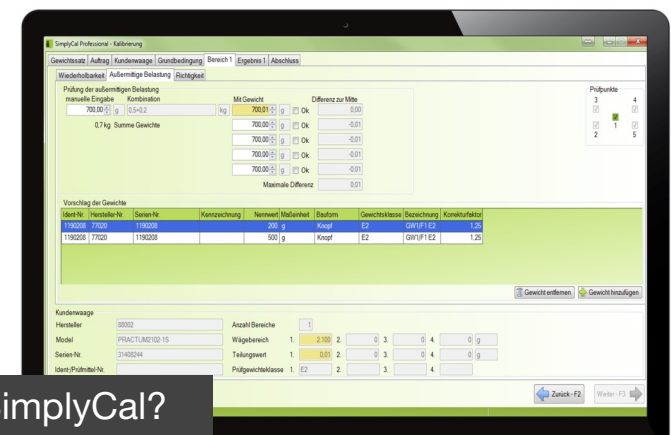 SimplyCal Professional - Kalibrierung
Gewichtssatz Auftrag Kundenwaage Grundbedingung Bereich 1 Ergebnis 1 Abschluss
Wiederholbarkeit Außermittige Belastung Richtigkeit
Prüfung der außermittigen Belastung
manuelle Eingabe Kombination Mit Gewicht Differenz zur Mitte
700,00 g 0.5+0.2 kg 700,01 g Ok 0,00
0,7 kg Summe Gewichte 700,00 g Ok -0,01
700,00 g Ok -0,01
700,00 g Ok -0,01
700,00 g Ok -0,01
Maximale Differenz 0,01
Prüfpunkte
3 4
1
2 5
Vorschlag der Gewichte
Ident-Nr. Hersteller-Nr. Serien-Nr. Kennzeichnung Nennwert Maßeinheit Bauform Gewichtsklasse Bezeichnung Korrekturfaktor
1190208 77020 1190208 200 g Knopf E2 GW1(F1 E2 1,25
1190208 77020 1190208 500 g Knopf E2 GW1(F1 E2 1,25
Gewicht entfernen Gewicht hinzufügen
Kundenwaage
Hersteller 88002 Anzahl Bereiche 1
Model PRACTUM2102-1S Wägebereich 1. 2.100 2. 0 3. 0 4. 0 g
Serien-Nr. 31408244 Teilungswert 1. 0,01 2. 0 3. 0 4. 0 g
Ident-/Prüfmittel-Nr. Prüfgewichteklasse 1. E2 2. 3. 4.
Zurück - F2 Weiter - F3
SimplyCal?